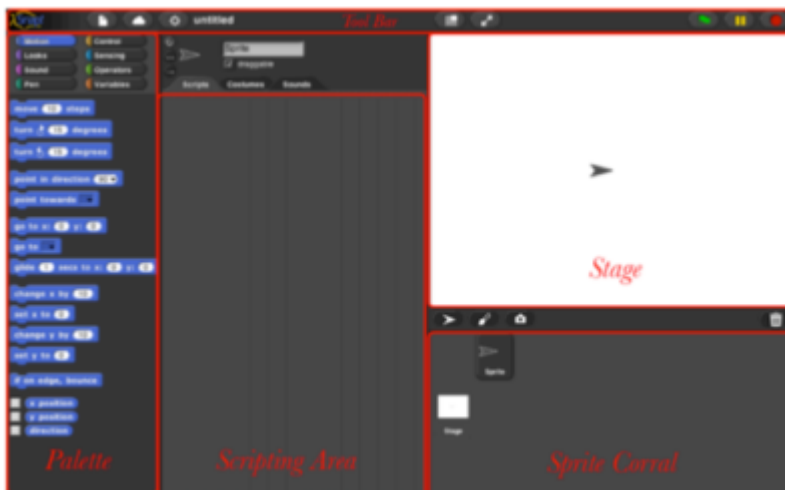 Snap!
untitled
Tool Bar
Motion
Control
Looks
Sensing
Sound
Operators
Pen
Variables
Sprite
draggable
Scripts
Costumes
Sounds
move 10 steps
turn 15 degrees
turn 15 degrees
point in direction 90
point towards
go to x: 0 y: 0
go to
glide 1 secs to x: 0 y: 0
change x by 10
set x to 0
change y by 10
set y to 0
if on edge, bounce
x position
y position
direction
Palette
Scripting Area
Stage
Sprite
Stage
Sprite Corral